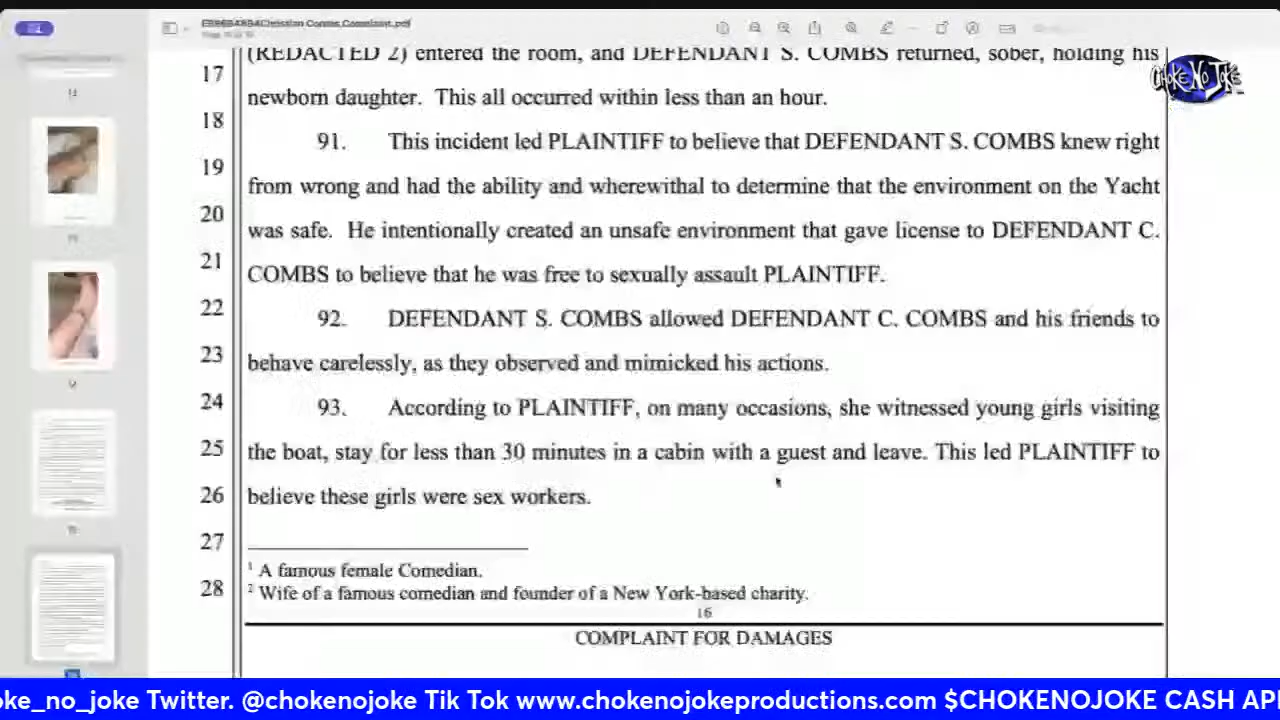 Christian Combs Complaint.pdf
(REDACTED 2) entered the room, and DEFENDANT S. COMBS returned, sober, holding his
17
newborn daughter. This all occurred within less than an hour.
18
91. This incident led PLAINTIFF to believe that DEFENDANT S. COMBS knew right
19
from wrong and had the ability and wherewithal to determine that the environment on the Yacht
20
was safe. He intentionally created an unsafe environment that gave license to DEFENDANT C.
21
COMBS to believe that he was free to sexually assault PLAINTIFF.
22
92. DEFENDANT S. COMBS allowed DEFENDANT C. COMBS and his friends to
23
behave carelessly, as they observed and mimicked his actions.
24
93. According to PLAINTIFF, on many occasions, she witnessed young girls visiting
25
the boat, stay for less than 30 minutes in a cabin with a guest and leave. This led PLAINTIFF to
26
believe these girls were sex workers.
27
1 A famous female Comedian.
28
2 Wife of a famous comedian and founder of a New York-based charity.
16
COMPLAINT FOR DAMAGES
CHOKE NO JOKE
oke_no_joke Twitter. @chokenojoke Tik Tok www.chokenojokeproductions.com $CHOKENOJOKE CASH AP